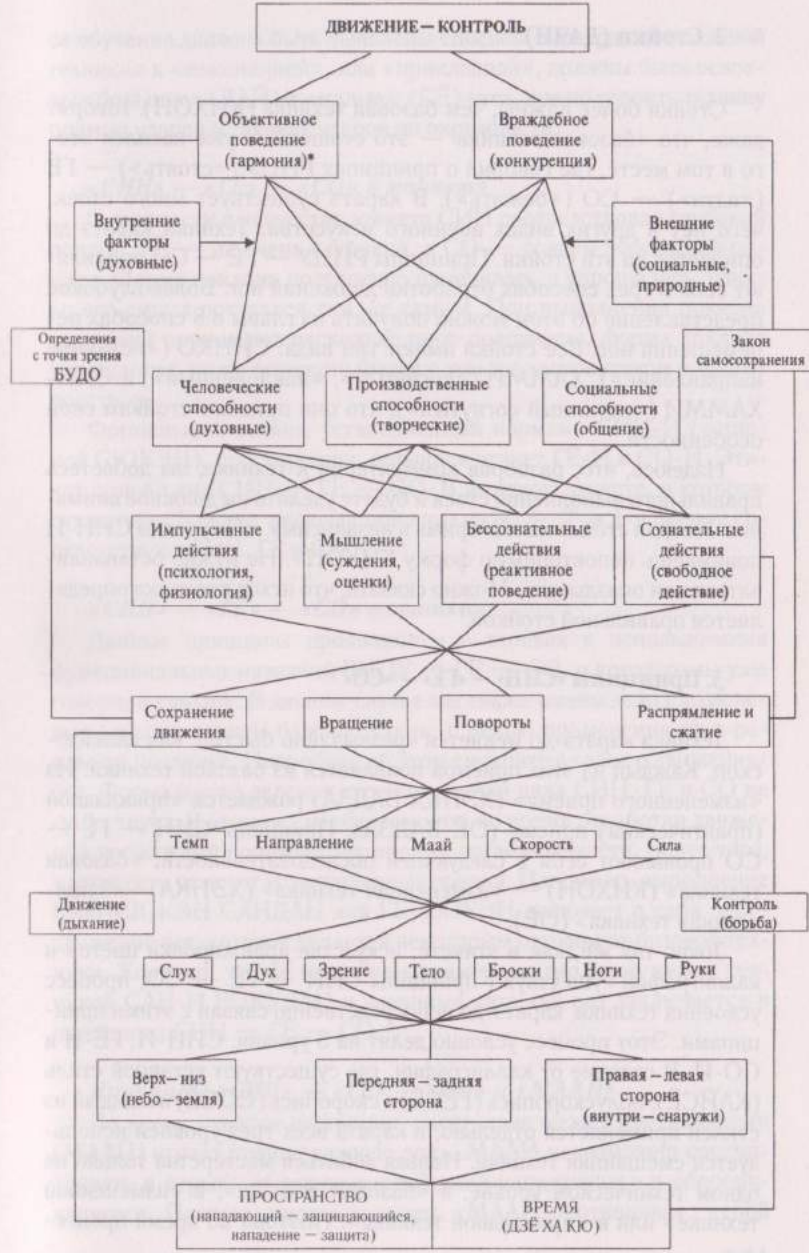 ДВИЖЕНИЕ – КОНТРОЛЬ
Объективное
поведение
(гармония)*
Враждебное
поведение
(конкуренция)
Внутренние
факторы
(духовные)
Внешние
факторы
(социальные,
природные)
Определения
с точки зрения
БУДО
Закон
самосохранения
Человеческие
способности
(духовные)
Производственные
способности
(творческие)
Социальные
способности
(общение)
Импульсивные
действия
(психология,
физиология)
Мышление
(суждения,
оценки)
Бессознательные
действия
(реактивное
поведение)
Сознательные
действия
(свободное
действие)
Сохранение
движения
Вращение
Повороты
Распрямление и
сжатие
Темп
Направление
Маай
Скорость
Сила
Движение
(дыхание)
Контроль
(борьба)
Слух
Дух
Зрение
Тело
Броски
Ноги
Руки
Верх – низ
(небо – земля)
Передняя – задняя
сторона
Правая – левая
сторона
(внутри – снаружи)
ПРОСТРАНСТВО
(нападающий – защищающийся,
нападение – защита)
ВРЕМЯ
(ДЗЁ ХА КЮ)